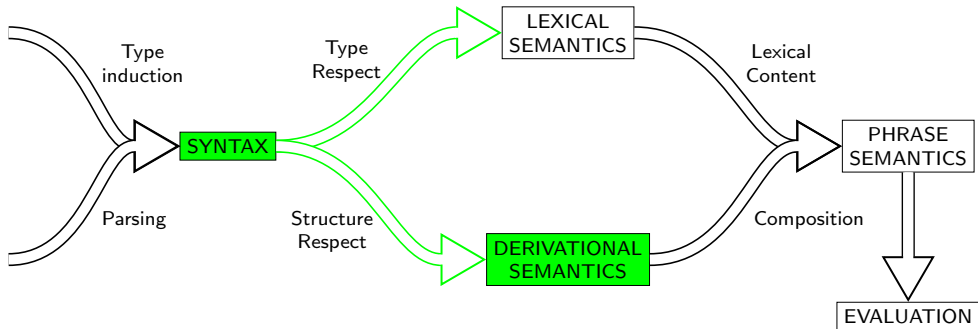 Type
induction
Parsing
SYNTAX
Type
Respect
Structure
Respect
LEXICAL
SEMANTICS
DERIVATIONAL
SEMANTICS
Lexical
Content
Composition
PHRASE
SEMANTICS
EVALUATION